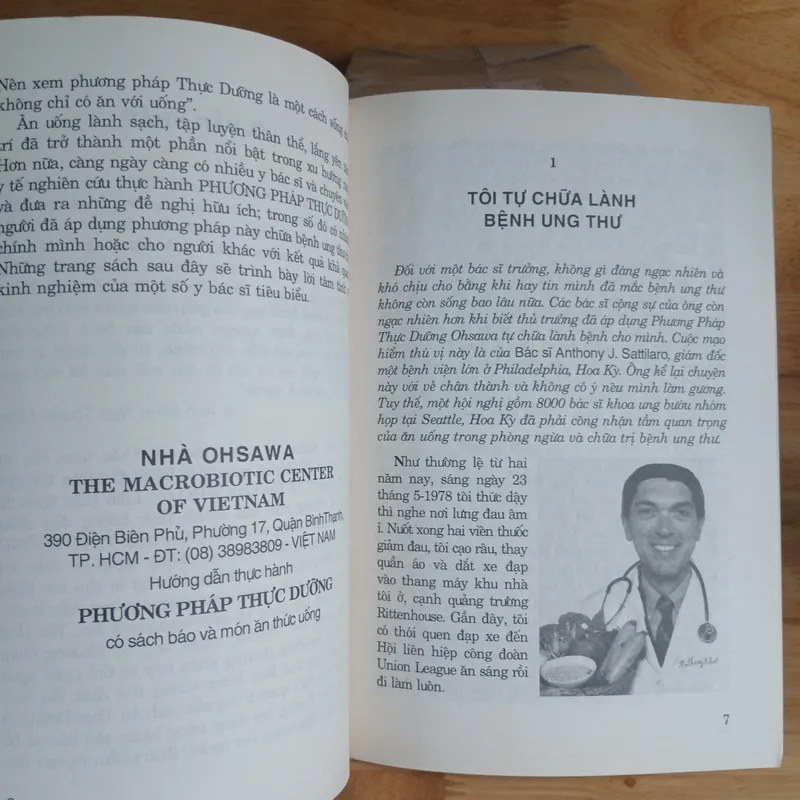 Nên xem phương pháp Thực Dưỡng là một cách sống
không chỉ có ăn với uống”.
Ăn uống lành sạch, tập luyện thân thể, lắng yên
trí đã trở thành một phần nổi bật trong xu hướng
Hơn nữa, càng ngày càng có nhiều y bác sĩ và chuyên
y tế nghiên cứu thực hành PHƯƠNG PHÁP THỰC DƯỠNG
và đưa ra những đề nghị hữu ích; trong số đó có
người đã áp dụng phương pháp này chữa bệnh ung thư
chính mình hoặc cho người khác với kết quả khả
Những trang sách sau đây sẽ trình bày lời tâm tình
kinh nghiệm của một số y bác sĩ tiêu biểu.
NHÀ OHSAWA
THE MACROBIOTIC CENTER
OF VIETNAM
390 Điện Biên Phủ, Phường 17, Quận BìnhThạnh,
TP. HCM - ĐT: (08) 38983809 - VIỆT NAM
Hướng dẫn thực hành
PHƯƠNG PHÁP THỰC DƯỠNG
có sách báo và món ăn thức uống
1
TÔI TỰ CHỮA LÀNH
BỆNH UNG THƯ
Đối với một bác sĩ trưởng, không gì đáng ngạc nhiên và
khó chịu cho bằng khi hay tin mình đã mắc bệnh ung thư
không còn sống bao lâu nữa. Các bác sĩ cộng sự của ông còn
ngạc nhiên hơn khi biết thủ trưởng đã áp dụng Phương Pháp
Thực Dưỡng Ohsawa tự chữa lành bệnh cho mình. Cuộc mạo
hiểm thú vị này là của Bác sĩ Anthony J. Sattilaro, giám đốc
một bệnh viện lớn ở Philadelphia, Hoa Kỳ. Ông kể lại chuyện
này với vẻ chân thành và không có ý nêu mình làm gương.
Tuy thế, một hội nghị gồm 8000 bác sĩ khoa ung bướu nhóm
họp tại Seattle, Hoa Kỳ đã phải công nhận tầm quan trọng
của ăn uống trong phòng ngừa và chữa trị bệnh ung thư.
Như thường lệ từ hai
năm nay, sáng ngày 23
tháng 5-1978 tôi thức dậy
thì nghe nơi lưng đau âm
ỉ. Nuốt xong hai viên thuốc
giảm đau, tôi cạo râu, thay
quần áo và dắt xe đạp
vào thang máy khu nhà
tôi ở, cạnh quảng trường
Rittenhouse. Gần đây, tôi
có thói quen đạp xe đến
Hội liên hiệp công đoàn
Union League ăn sáng rồi
đi làm luôn.
7